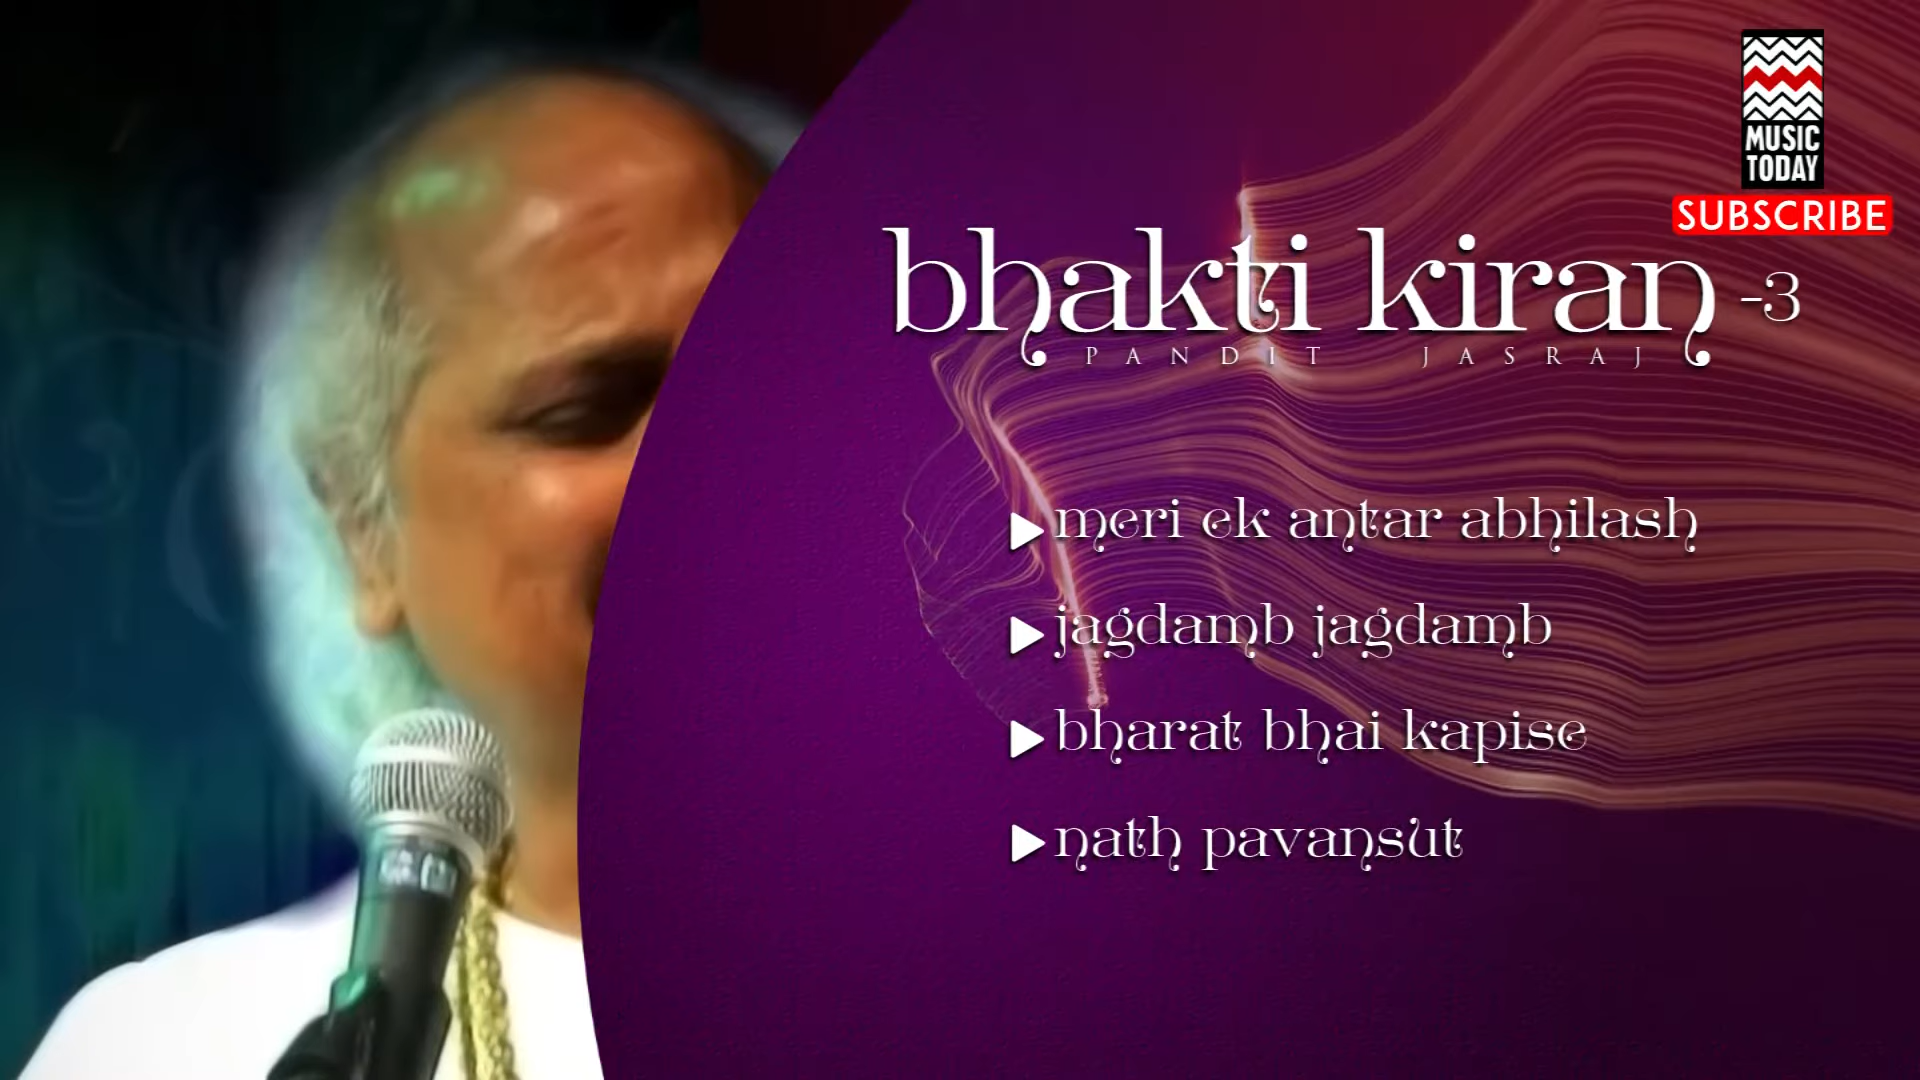 MUSIC
TODAY
SUBSCRIBE
bhakti kiran -3
PANDIT JASRAJ
meri ek antar abhilash
jagdamb jagdamb
bharat bhai kapise
nath pavansut